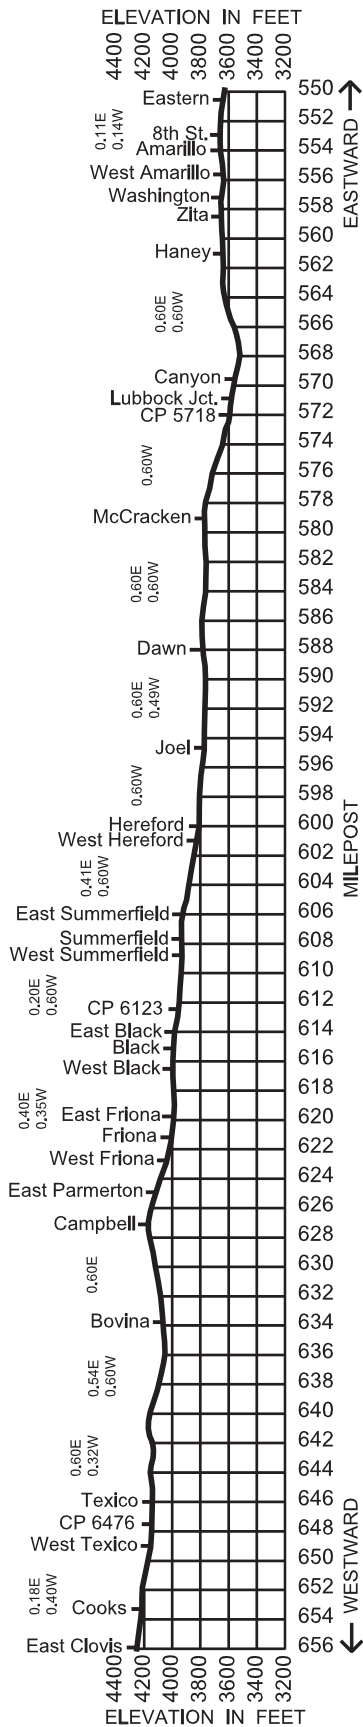 ELEVATION IN FEET
4400 4200 4000 3800 3600 3400 3200
550
Eastern
EASTWARD
0.11E
0.14W
552
8th St.
554
Amarillo
West Amarillo
556
Washington
558
Zita
560
Haney
562
564
0.60E
0.60W
566
568
Canyon
570
Lubbock Jct.
CP 5718
572
574
0.60W
576
578
McCracken
580
582
0.60E
0.60W
584
586
Dawn
588
590
0.60E
0.49W
592
594
Joel
596
0.60W
598
Hereford
600
West Hereford
602
MILEPOST
0.41E
0.60W
604
East Summerfield
606
Summerfield
608
West Summerfield
610
0.20E
0.60W
612
CP 6123
East Black
614
Black
616
West Black
618
0.40E
0.35W
East Friona
620
Friona
622
West Friona
624
East Parmerton
626
Campbell
628
0.60E
630
632
Bovina
634
636
0.54E
0.60W
638
640
642
0.60E
0.32W
644
Texico
646
CP 6476
648
West Texico
650
WESTWARD
0.18E
0.40W
652
Cooks
654
East Clovis
656
4400 4200 4000 3800 3600 3400 3200
ELEVATION IN FEET